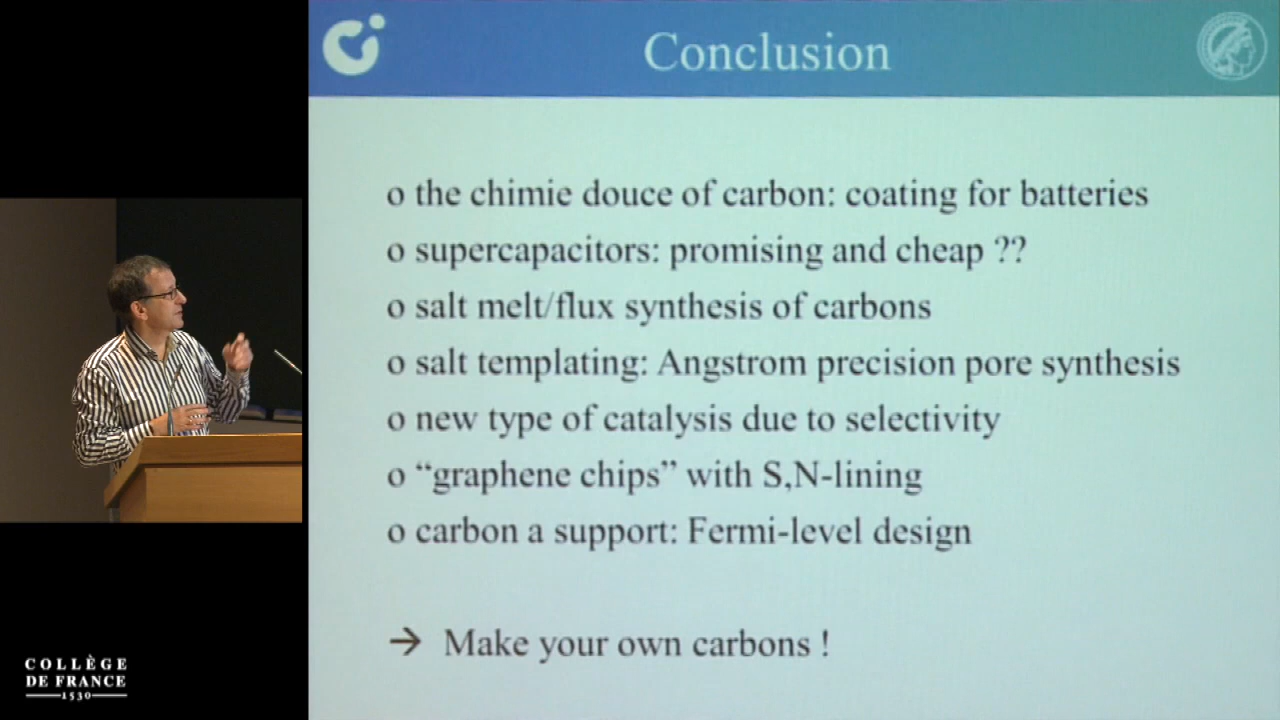 Conclusion
o the chimie douce of carbon: coating for batteries
o supercapacitors: promising and cheap ??
o salt melt/flux synthesis of carbons
o salt templating: Angstrom precision pore synthesis
o new type of catalysis due to selectivity
o “graphene chips” with S,N-lining
o carbon a support: Fermi-level design
→ Make your own carbons !
COLLÈGE
DE FRANCE
1530